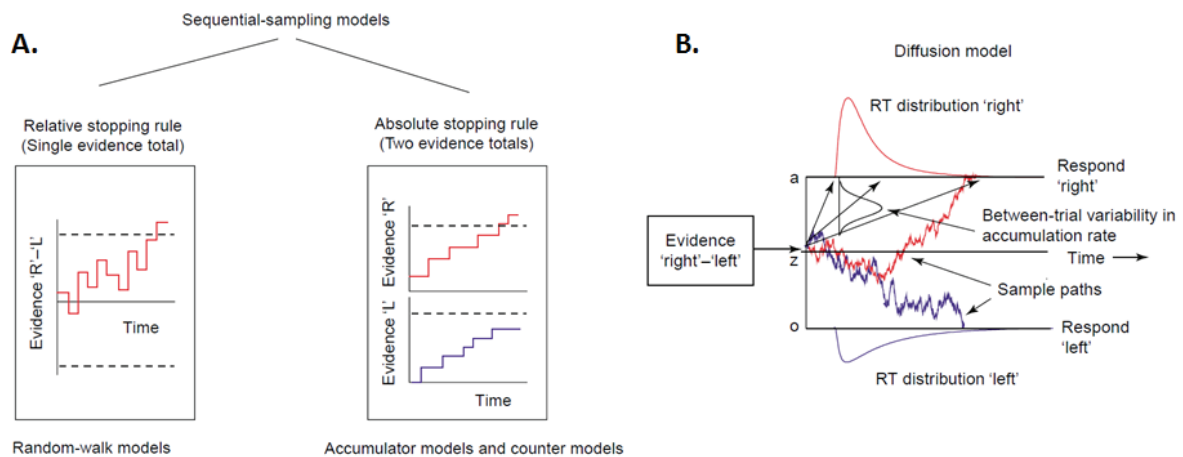 A.
Sequential-sampling models
Relative stopping rule
(Single evidence total)
Evidence 'R'–'L'
Time
Random-walk models
Absolute stopping rule
(Two evidence totals)
Evidence 'R'
Evidence 'L'
Time
Accumulator models and counter models
B.
Diffusion model
RT distribution 'right'
a
Respond
'right'
Between-trial variability in
accumulation rate
Evidence
'right'–'left'
z
Time
Sample paths
o
Respond
'left'
RT distribution 'left'